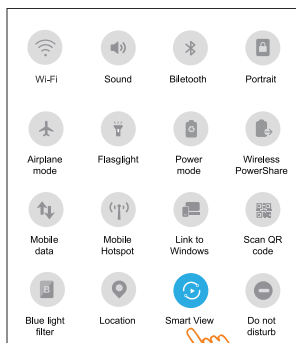 Wi-Fi Sound Biletooth Portrait
Airplane mode Flasglight Power mode Wireless PowerShare
Mobile data Mobile Hotspot Link to Windows Scan QR code
B
Blue light filter Location Smart View Do not disturb